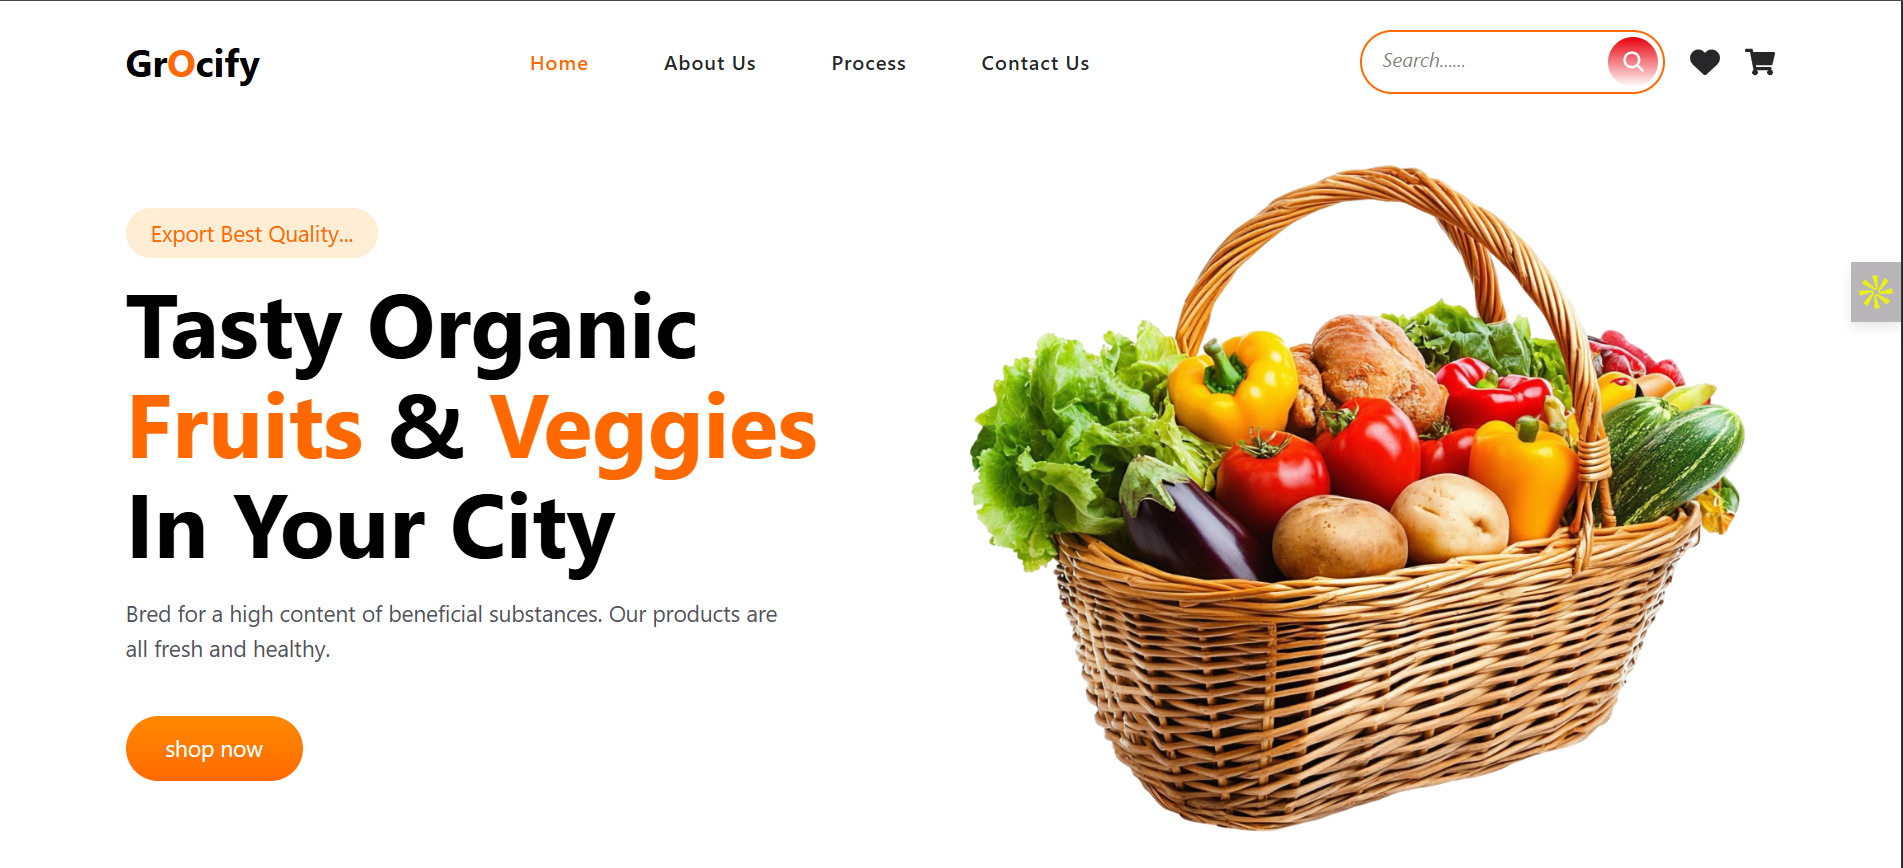 GrOcify
Home About Us Process Contact Us
Search......
Export Best Quality...
Tasty Organic
Fruits & Veggies
In Your City
Bred for a high content of beneficial substances. Our products are
all fresh and healthy.
shop now